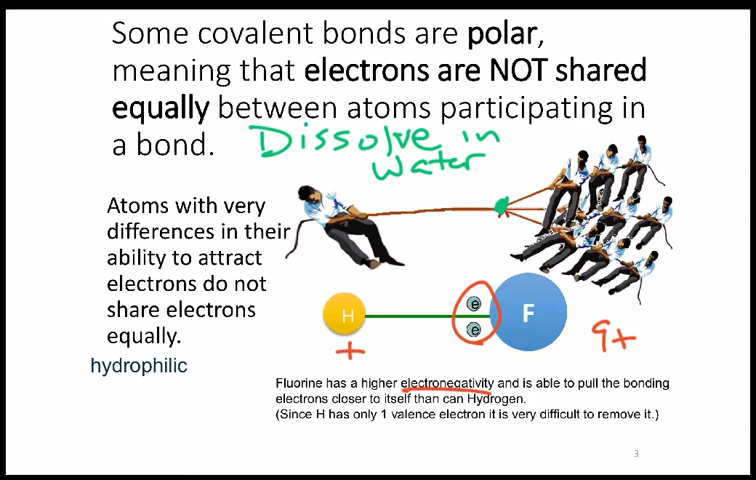 Some covalent bonds are polar,
meaning that electrons are NOT shared
equally between atoms participating in
a bond.
Dissolve in
water
Atoms with very
differences in their
ability to attract
electrons do not
share electrons
equally.
hydrophilic
H
e
e
F
+
9+
Fluorine has a higher electronegativity and is able to pull the bonding
electrons closer to itself than can Hydrogen.
(Since H has only 1 valence electron it is very difficult to remove it.)
3